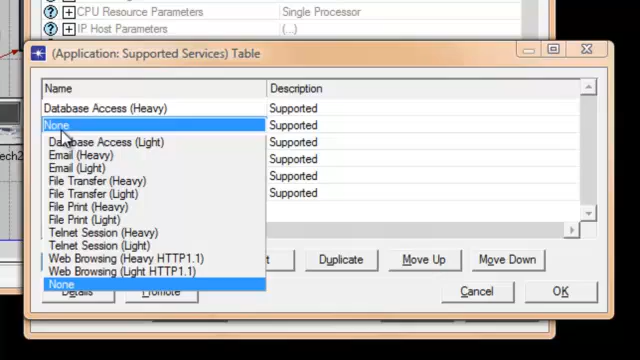 CPU Resource Parameters Single Processor
IP Host Parameters (...)
(Application: Supported Services) Table
Name Description
Database Access (Heavy) Supported
None Supported
Database Access (Light) Supported
Email (Heavy) Supported
Email (Light)
File Transfer (Heavy) Supported
File Transfer (Light) Supported
File Print (Heavy)
File Print (Light)
Telnet Session (Heavy)
Telnet Session (Light)
Web Browsing (Heavy HTTP1.1)
Web Browsing (Light HTTP1.1)
None
Duplicate Move Up Move Down
Details Promote Cancel OK